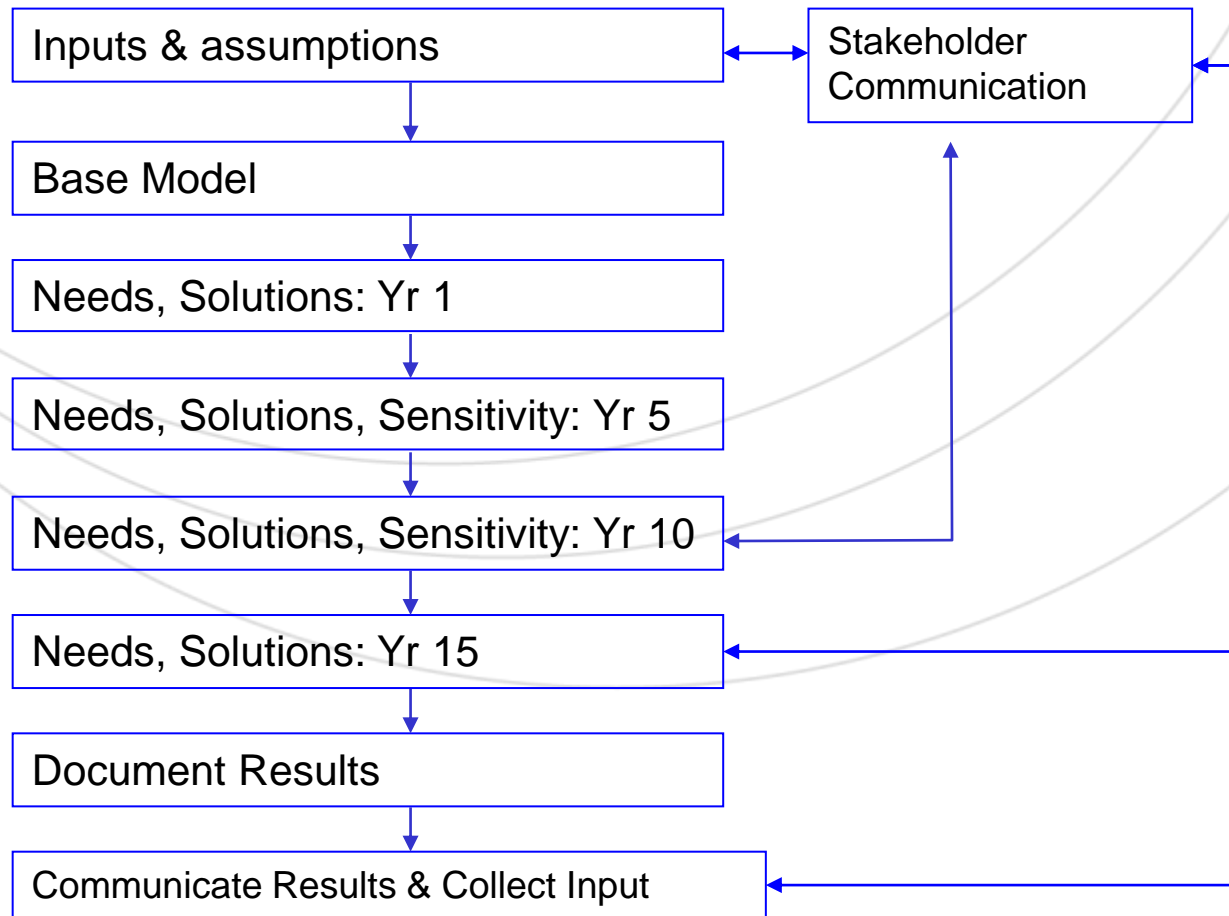 Inputs & assumptions
Stakeholder
Communication
Base Model
Needs, Solutions: Yr 1
Needs, Solutions, Sensitivity: Yr 5
Needs, Solutions, Sensitivity: Yr 10
Needs, Solutions: Yr 15
Document Results
Communicate Results & Collect Input